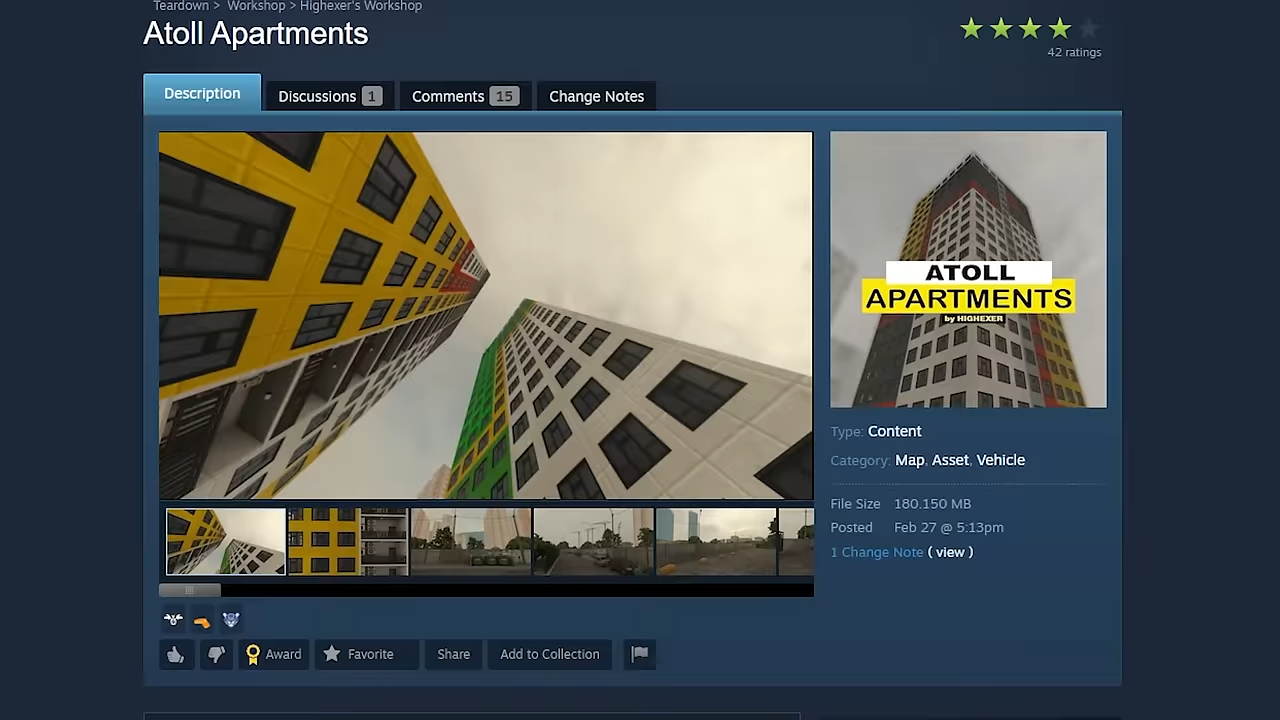 Teardown > Workshop > Highexer's Workshop
Atoll Apartments
42 ratings
Description
Discussions 1
Comments 15
Change Notes
ATOLL
APARTMENTS
by HIGHEXER
Type: Content
Category: Map, Asset, Vehicle
File Size 180.150 MB
Posted Feb 27 @ 5:13pm
1 Change Note ( view )
Award
Favorite
Share
Add to Collection